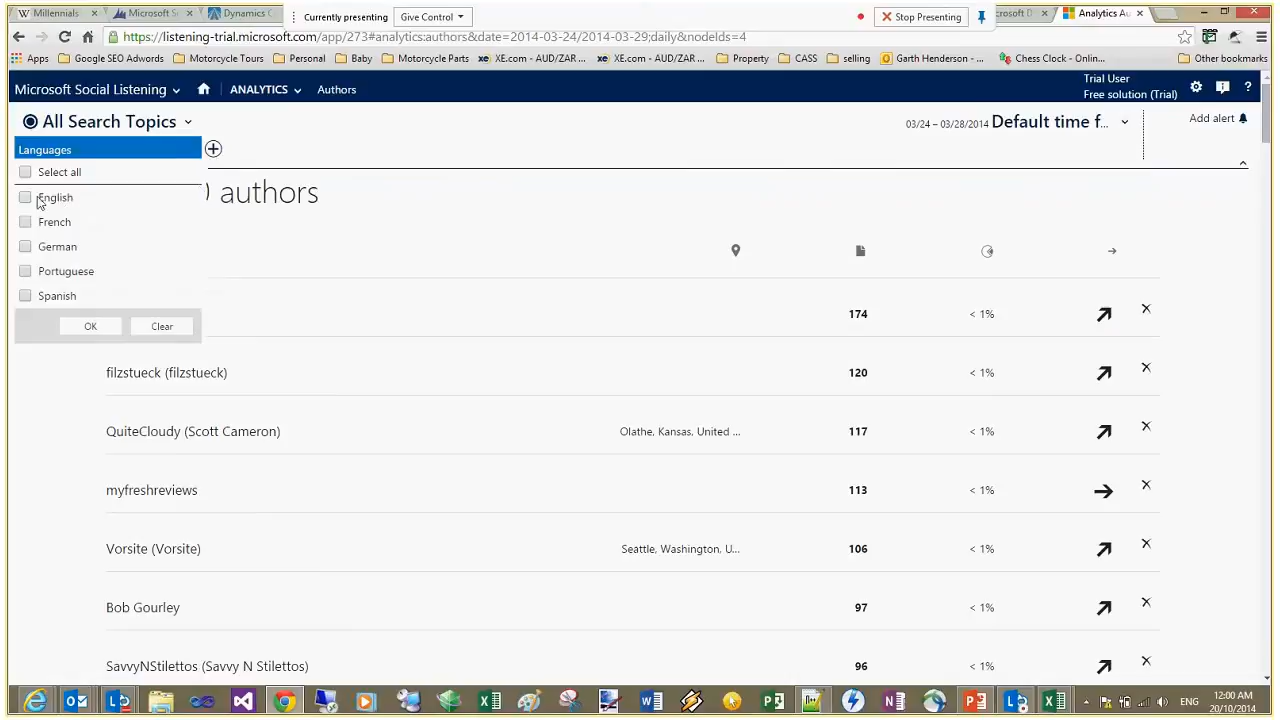 Millennials
Microsoft S
Dynamics C
Currently presenting
Give Control
Stop Presenting
crosoft D
Analytics Au
https://listening-trial.microsoft.com/app/273#analytics:authors&date=2014-03-24/2014-03-29;daily&nodeIds=4
Apps
Google SEO Adwords
Motorcycle Tours
Personal
Baby
Motorcycle Parts
XE.com - AUD/ZAR ...
XE.com - AUD/ZAR ...
Property
CASS
selling
Garth Henderson - ...
Chess Clock - Onlin...
Other bookmarks
Microsoft Social Listening
ANALYTICS
Authors
Trial User
Free solution (Trial)
All Search Topics
03/24 – 03/28/2014 Default time f...
Add alert
Languages
Select all
English
French
German
Portuguese
Spanish
OK
Clear
) authors
174
< 1%
filzstueck (filzstueck)
120
< 1%
QuiteCloudy (Scott Cameron)
Olathe, Kansas, United ...
117
< 1%
myfreshreviews
113
< 1%
Vorsite (Vorsite)
Seattle, Washington, U...
106
< 1%
Bob Gourley
97
< 1%
SavvyNStilettos (Savvy N Stilettos)
96
< 1%
ENG
12:00 AM
20/10/2014